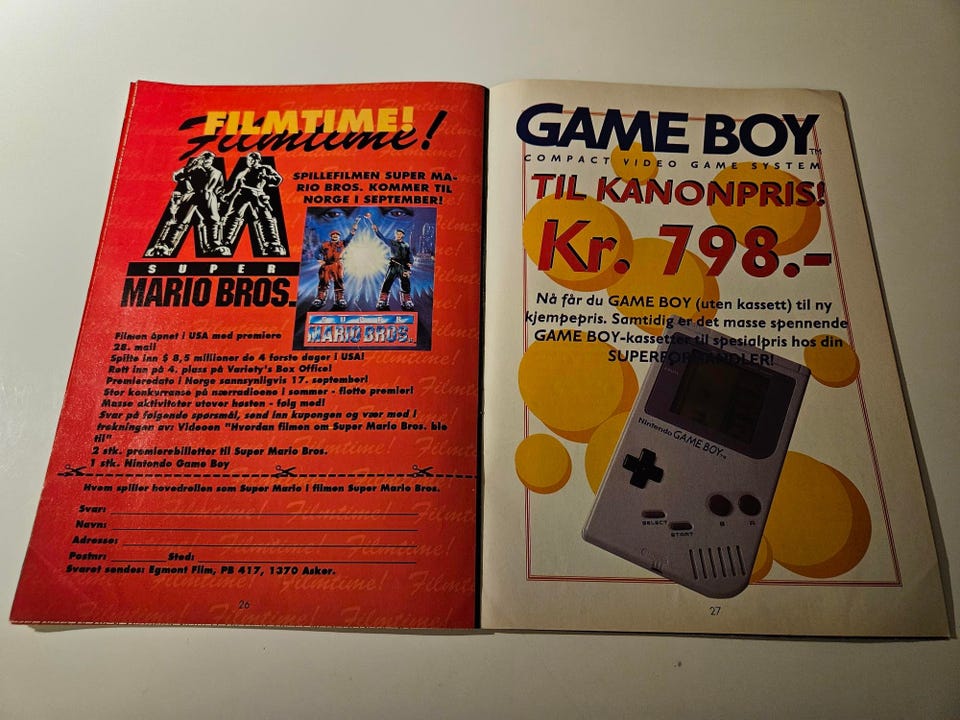 FILMTIME!
Filmtime!
SPILLEFILMEN SUPER MA-
RIO BROS. KOMMER TIL
NORGE I SEPTEMBER!
SUPER
MARIO BROS.
SUPER
MARIO BROS.
Filmen åpnet i USA med premiere
28. mai!
Spilte inn $ 8,5 millioner de 4 første dager i USA!
Rett inn på 4. plass på Variety's Box Office!
Premieredato i Norge sannsynligvis 17. september!
Stor konkurranse på nærradioene i sommer - flotte premier!
Masse aktiviteter utover høsten - følg med!
Svar på følgende spørsmål, send inn kupongen og vær med i
trekningen av: Videoen "Hvordan filmen om Super Mario Bros. ble
til"
2 stk. premierebilletter til Super Mario Bros.
1 stk. Nintendo Game Boy
Hvem spiller hovedrollen som Super Mario i filmen Super Mario Bros.
Svar:
Navn:
Adresse:
Postnr: Sted:
Svaret sendes: Egmont Film, PB 417, 1370 Asker.
26
GAME BOY TM
COMPACT VIDEO GAME SYSTEM
TIL KANONPRIS!
Kr. 798.-
Nå får du GAME BOY (uten kassett) til ny
kjempepris. Samtidig er det masse spennende
GAME BOY-kassetter til spesialpris hos din
SUPERFORHANDLER!
Nintendo GAME BOY TM
SELECT
START
B A
27